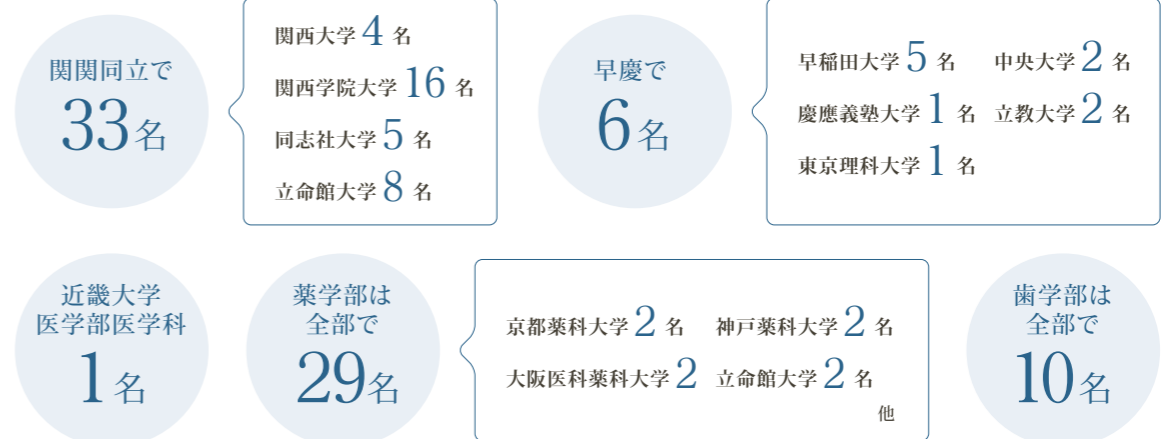 関関同立で
33名
関西大学 4 名
関西学院大学 16 名
同志社大学 5 名
立命館大学 8 名
早慶で
6名
早稲田大学 5 名 中央大学 2 名
慶應義塾大学 1 名 立教大学 2 名
東京理科大学 1 名
近畿大学
医学部医学科
1名
薬学部は
全部で
29名
京都薬科大学 2 名 神戸薬科大学 2 名
大阪医科薬科大学 2 立命館大学 2 名
他
歯学部は
全部で
10名